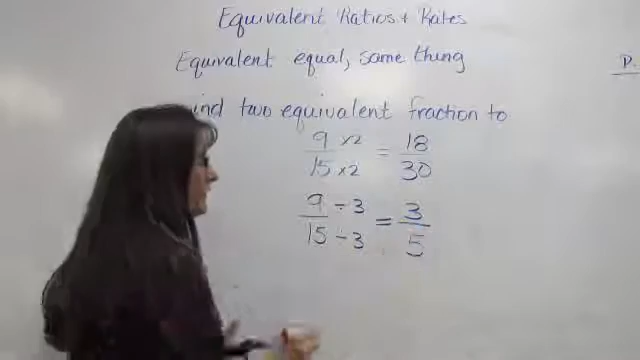 Equivalent Ratios + Rates
Equivalent equal, same thing
ind two equivalent fraction to
9 ×2 = 18
15 ×2 30
9 ÷ 3 = 3
15 ÷ 3 5
P.